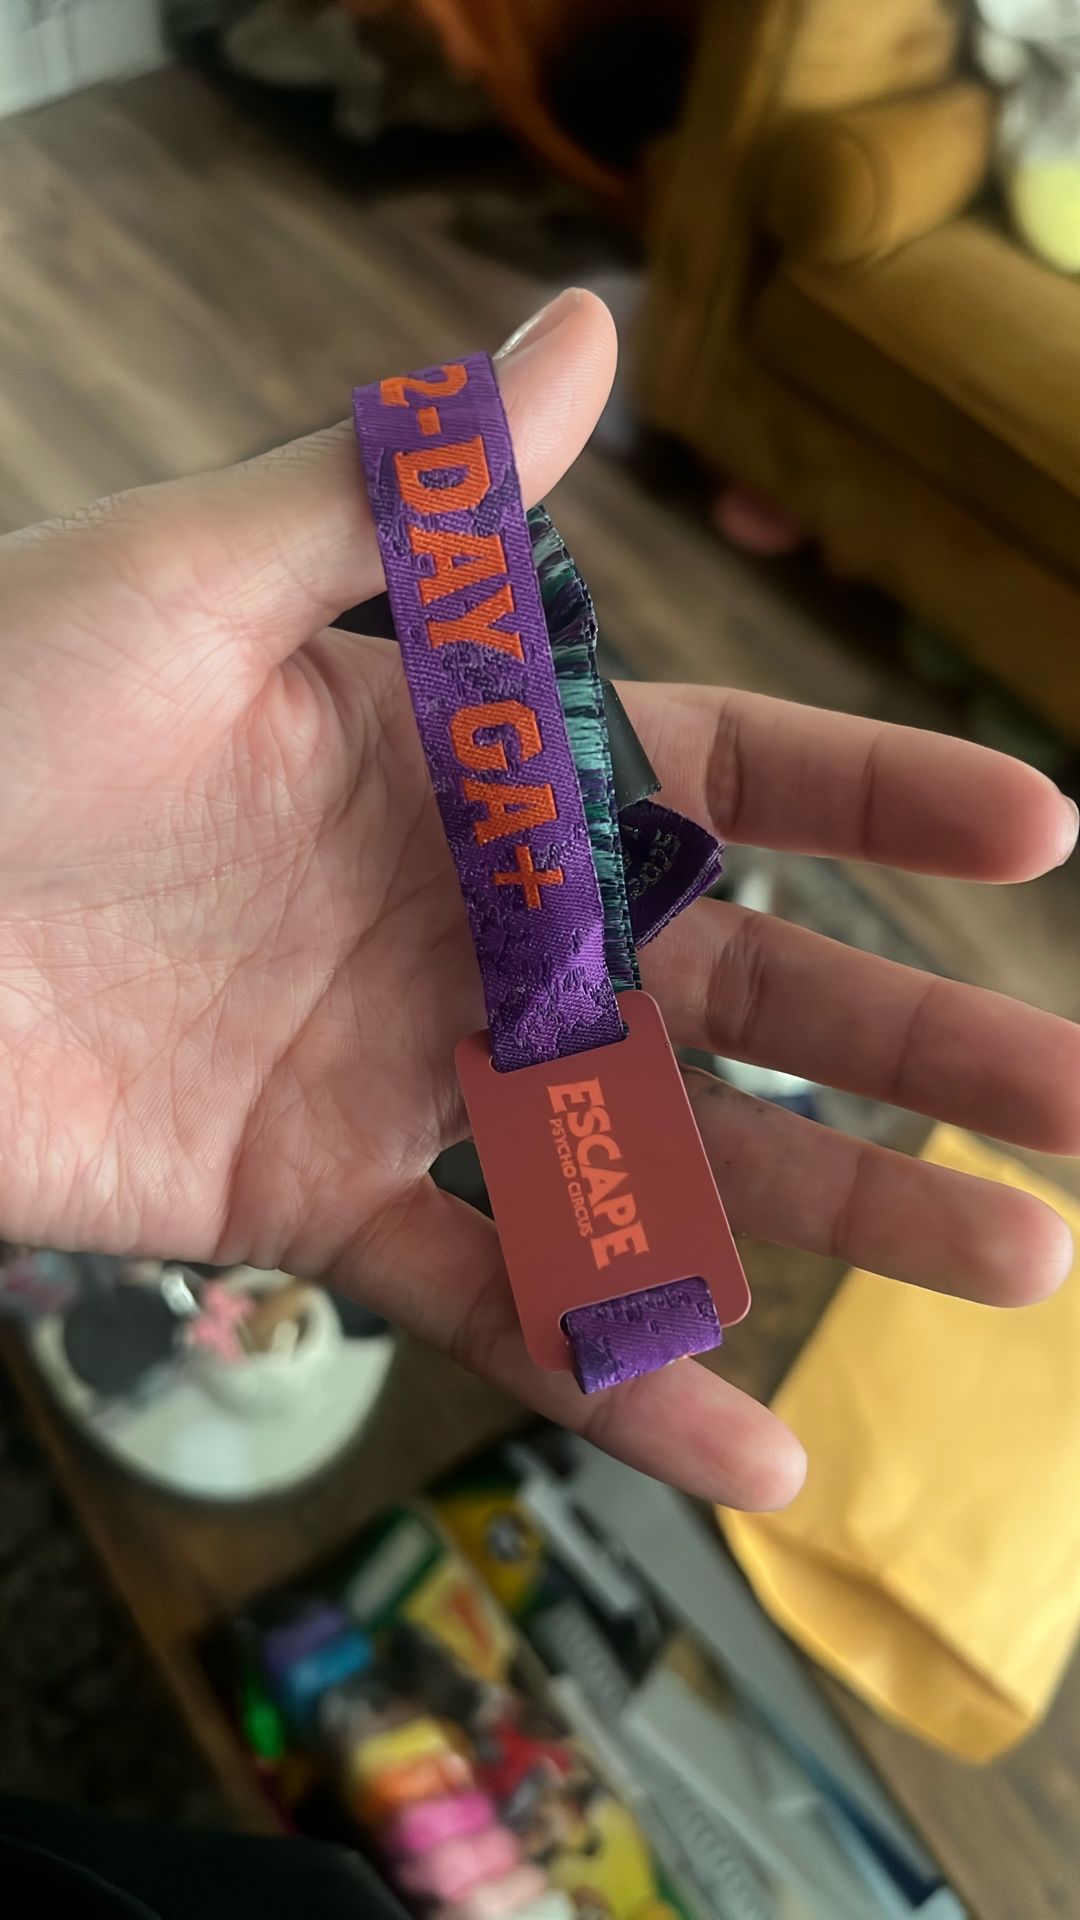 2-DAY GA+
ESCAPE
PSYCHO CIRCUS